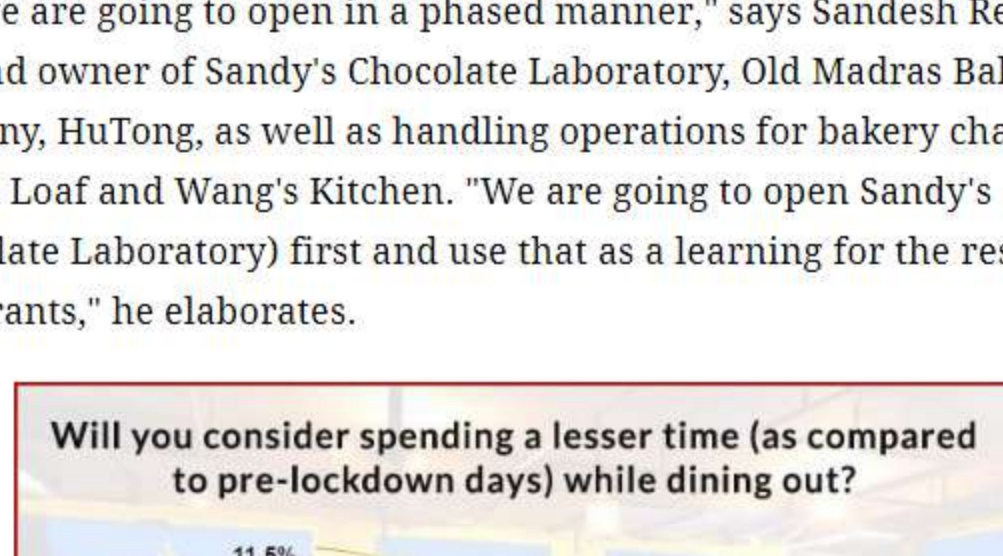 e are going to open in a phased manner," says Sandesh Re
nd owner of Sandy's Chocolate Laboratory, Old Madras Bak
ny, HuTong, as well as handling operations for bakery cha
Loaf and Wang's Kitchen. "We are going to open Sandy's
late Laboratory) first and use that as a learning for the res
rants," he elaborates.
Will you consider spending a lesser time (as compared
to pre-lockdown days) while dining out?
11.5%